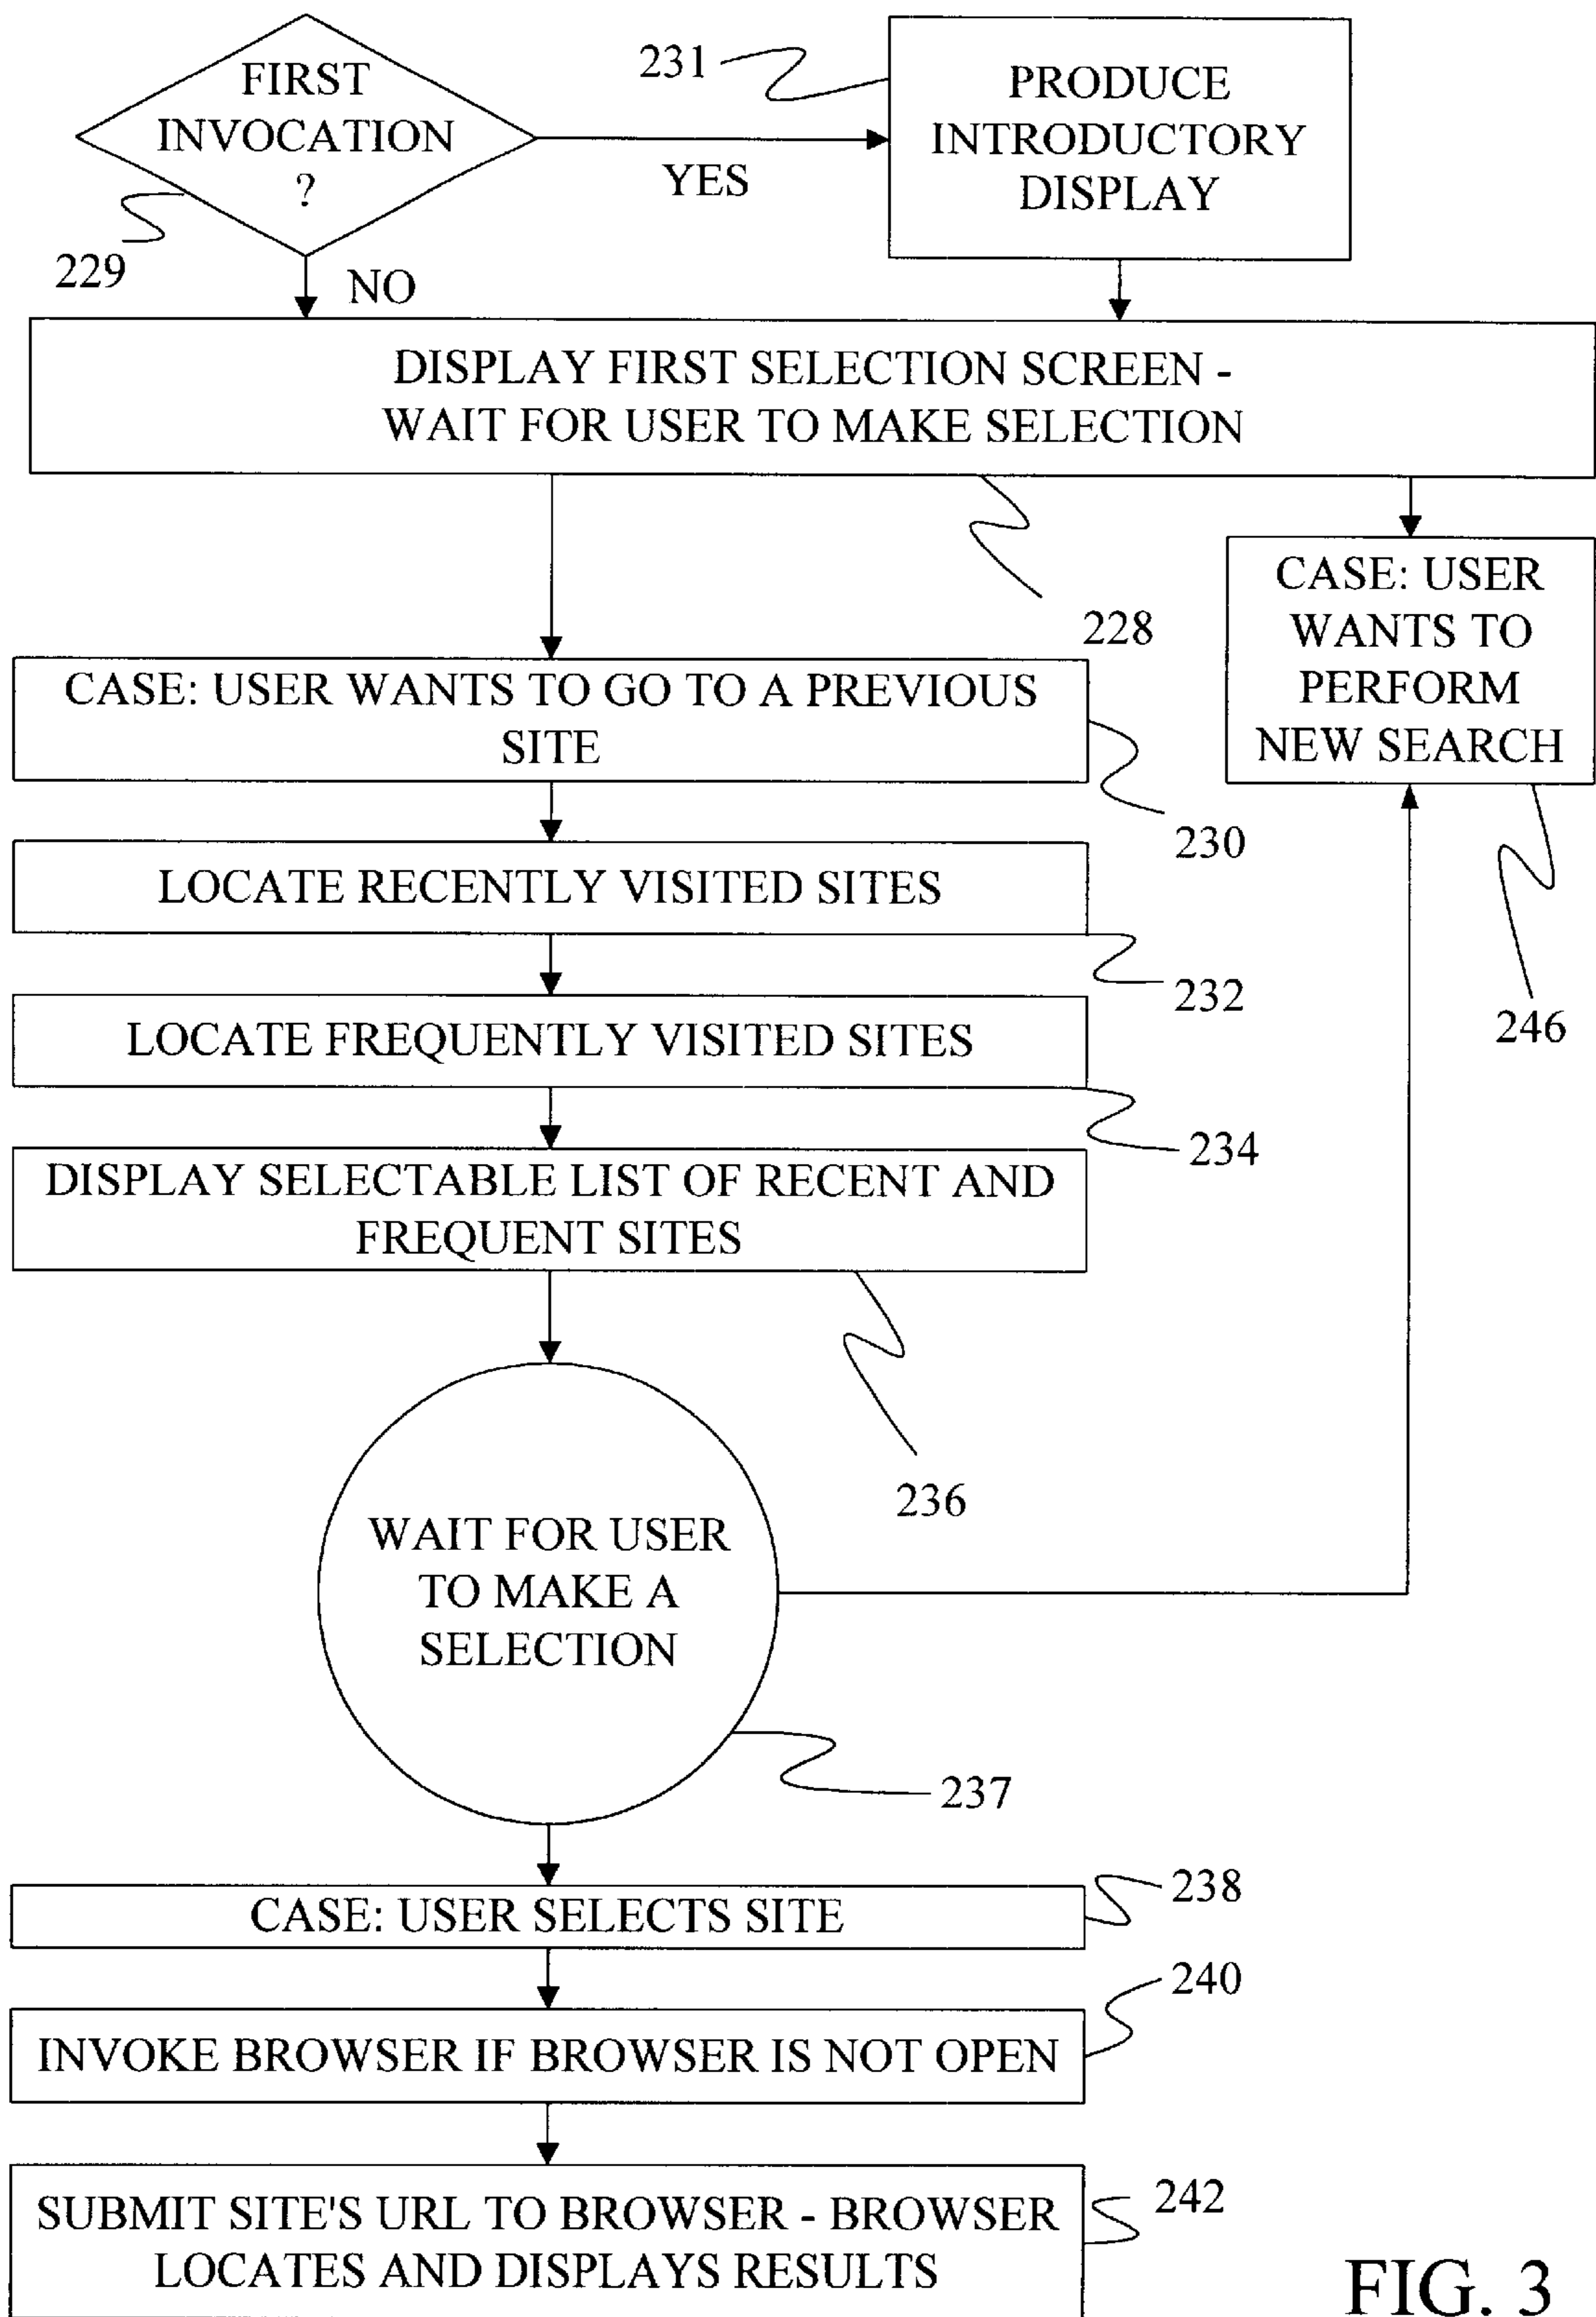 FIRST
INVOCATION
?
229
YES
NO
231
PRODUCE
INTRODUCTORY
DISPLAY
DISPLAY FIRST SELECTION SCREEN -
WAIT FOR USER TO MAKE SELECTION
228
CASE: USER WANTS TO GO TO A PREVIOUS
SITE
230
CASE: USER
WANTS TO
PERFORM
NEW SEARCH
246
LOCATE RECENTLY VISITED SITES
232
LOCATE FREQUENTLY VISITED SITES
234
DISPLAY SELECTABLE LIST OF RECENT AND
FREQUENT SITES
236
WAIT FOR USER
TO MAKE A
SELECTION
237
CASE: USER SELECTS SITE
238
INVOKE BROWSER IF BROWSER IS NOT OPEN
240
SUBMIT SITE'S URL TO BROWSER - BROWSER
LOCATES AND DISPLAYS RESULTS
242
FIG. 3